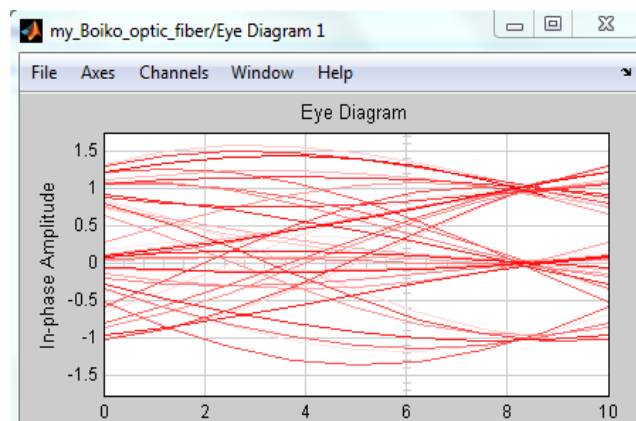 my_Boiko_optic_fiber/Eye Diagram 1
File Axes Channels Window Help
Eye Diagram
In-phase Amplitude
1.5
1
0.5
0
-0.5
-1
-1.5
0 2 4 6 8 10